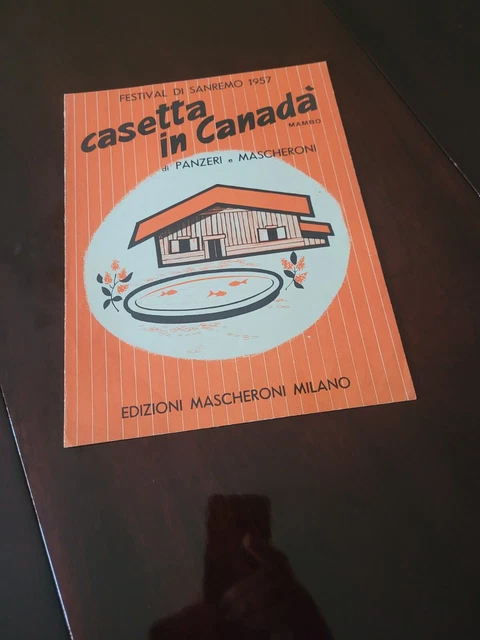 FESTIVAL DI SANREMO 1957
casetta
in Canadà
MAMBO
di PANZERI e MASCHERONI
EDIZIONI MASCHERONI MILANO